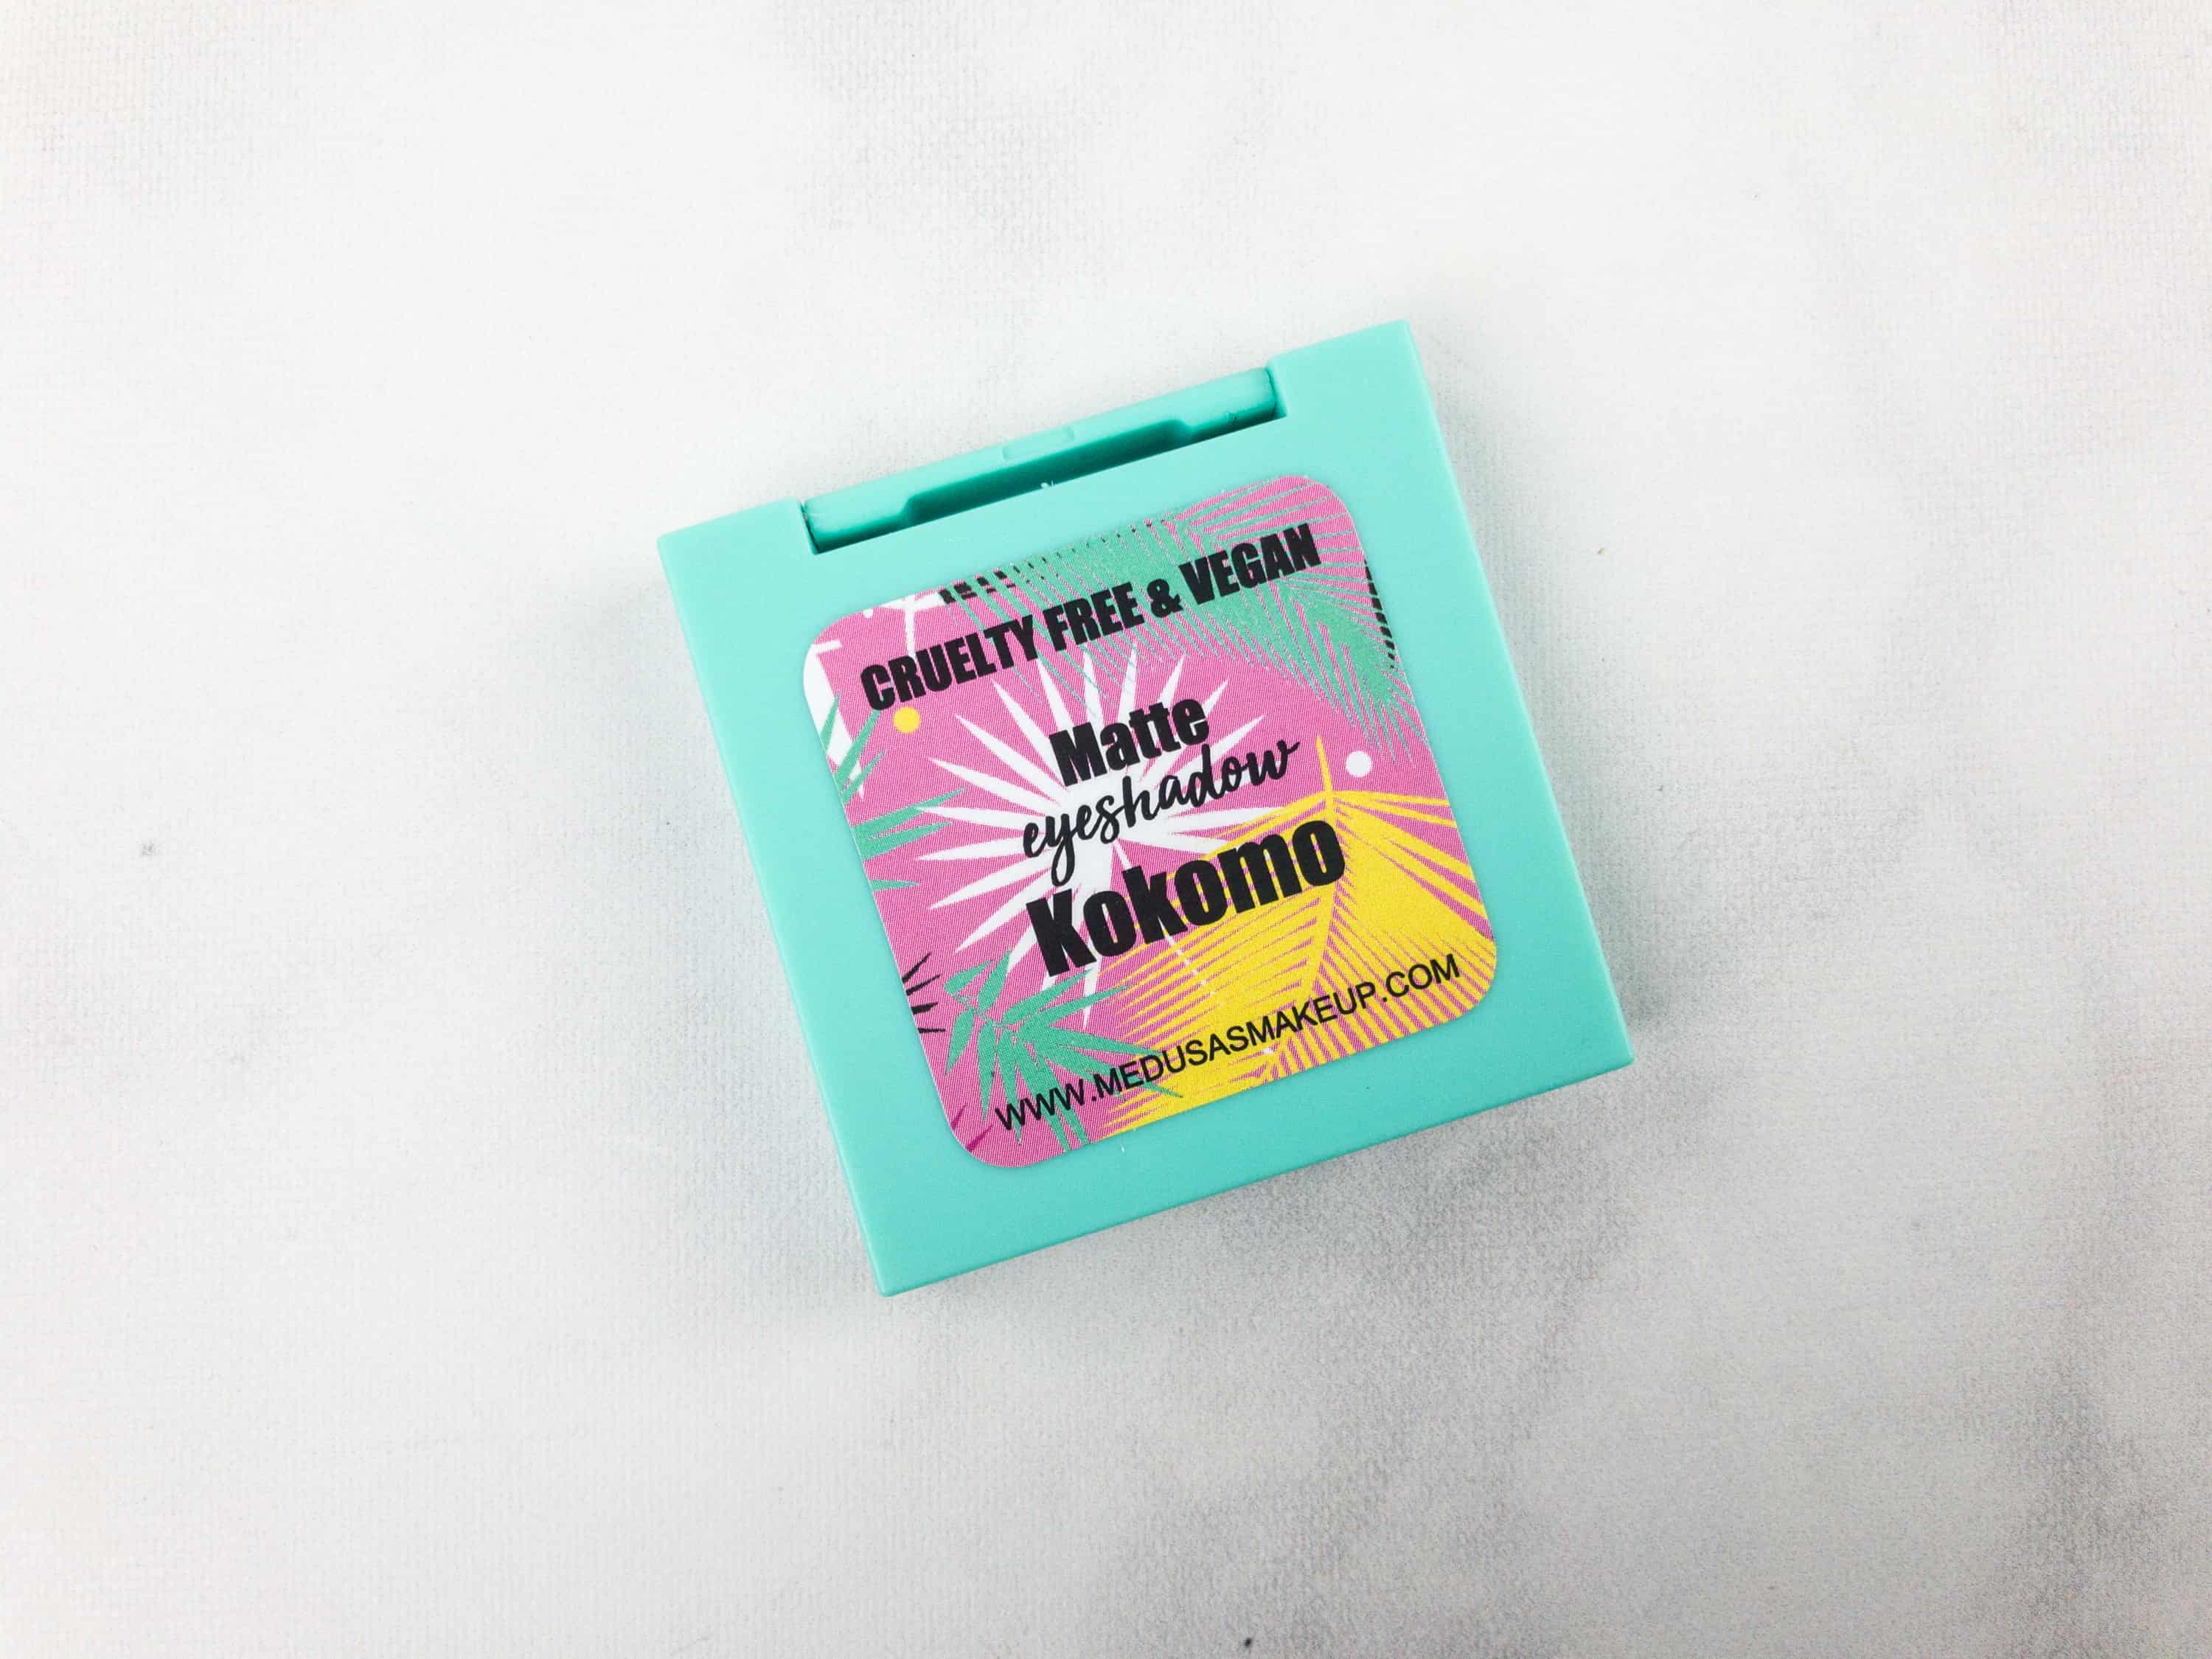 CRUELTY FREE & VEGAN
Matte
eyeshadow
Kokomo
WWW.MEDUSASMAKEUP.COM